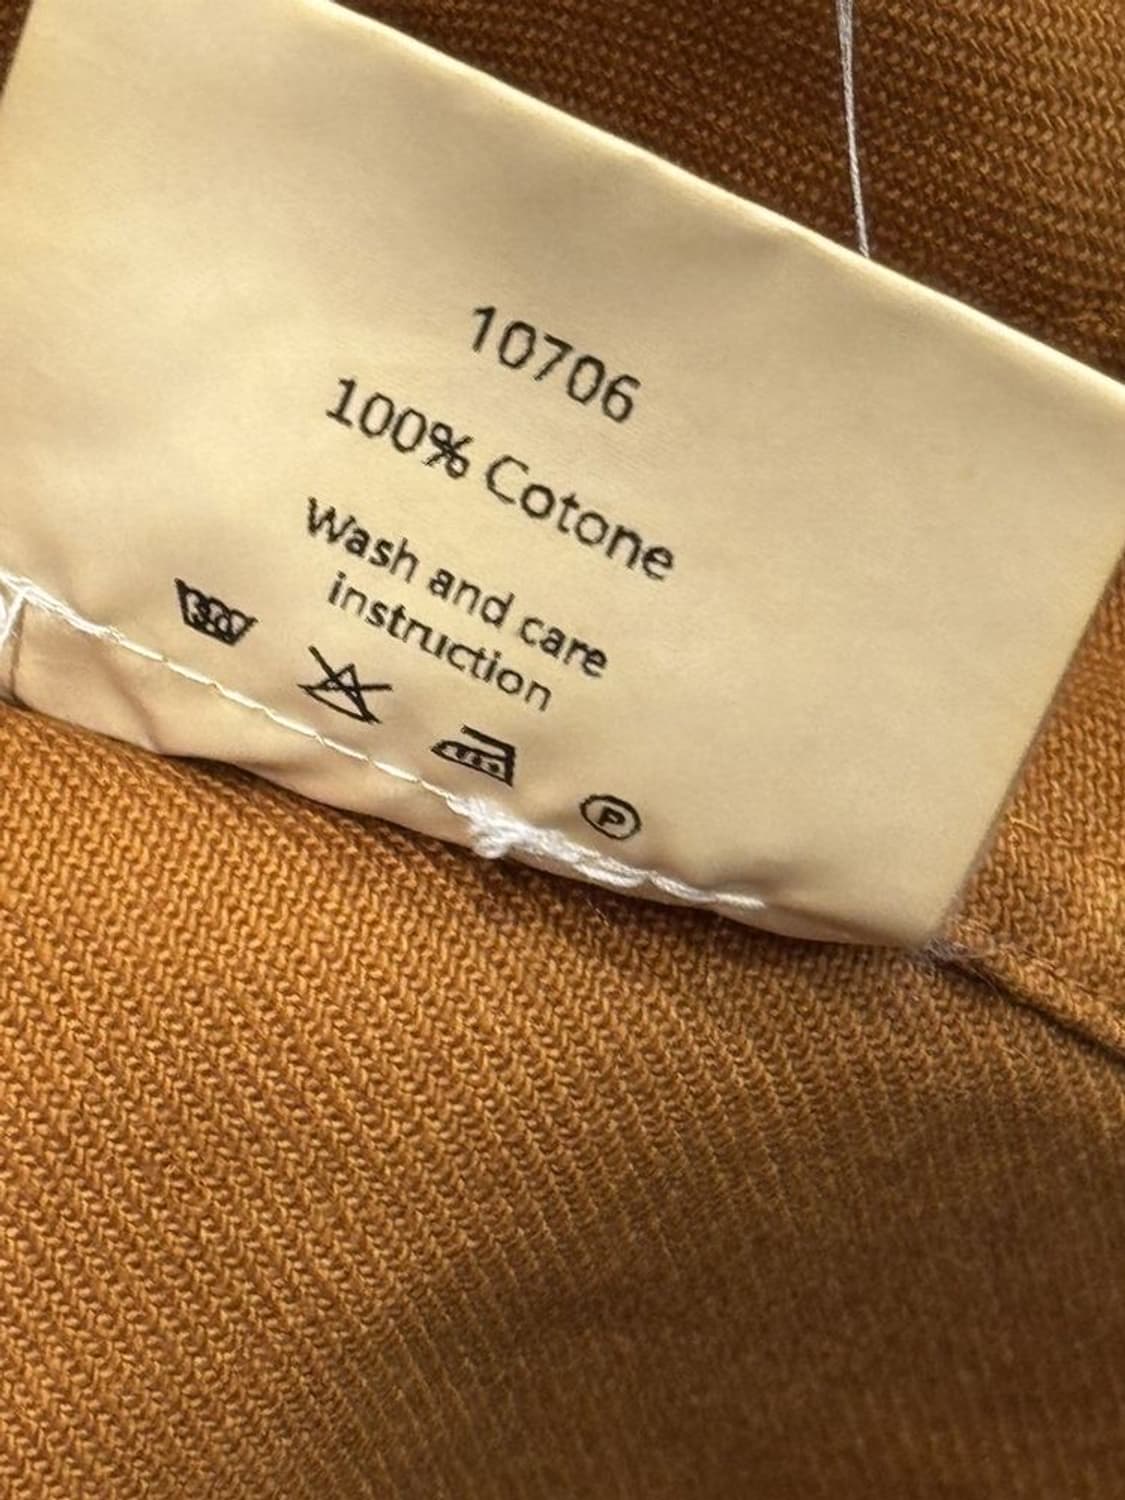 10706
100% Cotone
Wash and care
instruction
30
P